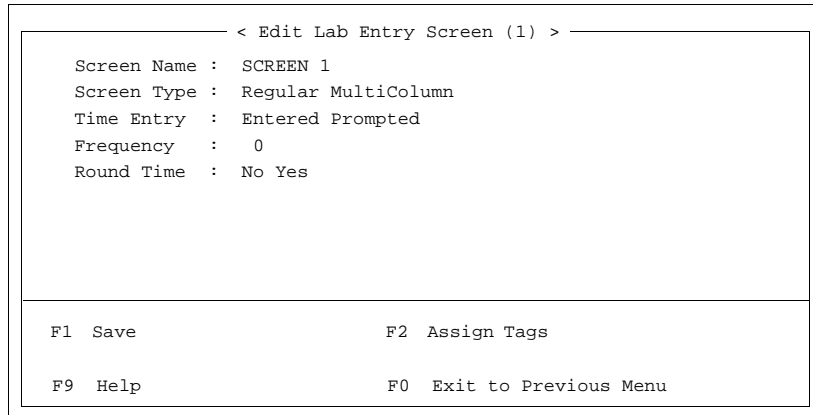 < Edit Lab Entry Screen (1) >
Screen Name : SCREEN 1
Screen Type : Regular MultiColumn
Time Entry : Entered Prompted
Frequency : 0
Round Time : No Yes
F1 Save F2 Assign Tags
F9 Help F0 Exit to Previous Menu